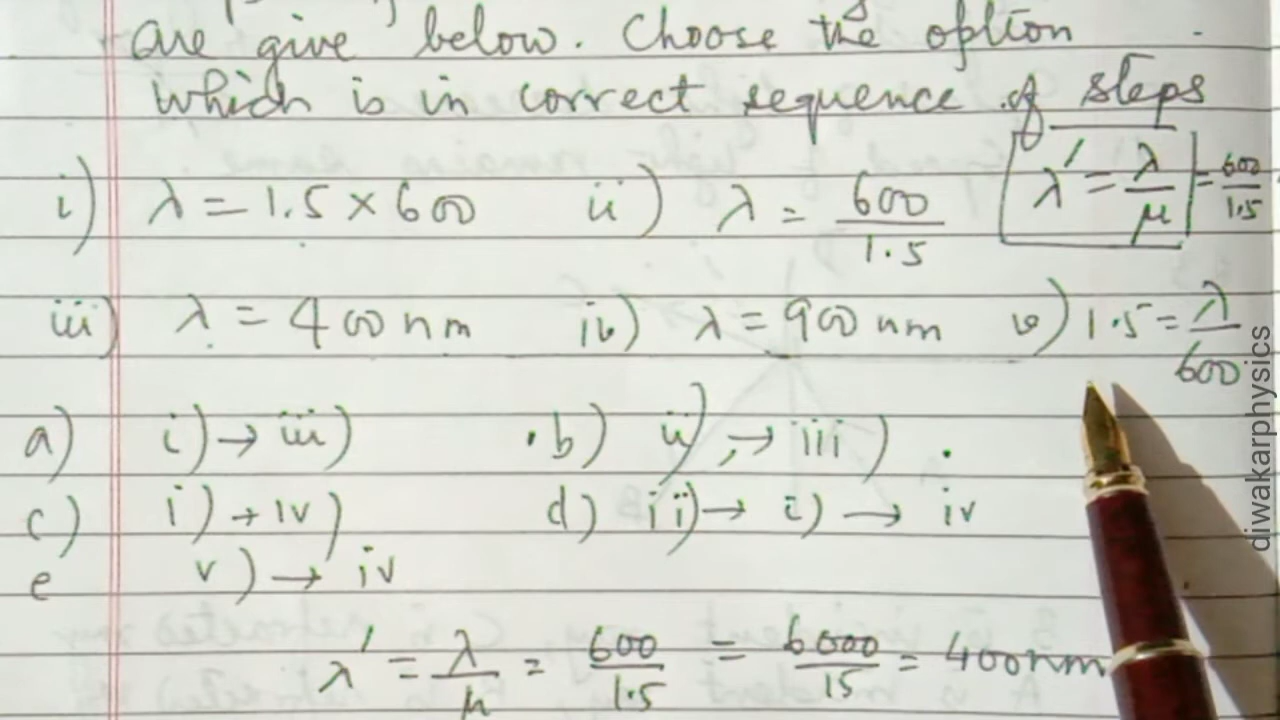 are give below. Choose the option
which is in correct sequence of steps
i) λ = 1.5 × 600 ii) λ = 600/1.5 λ' = λ/μ = 600/1.5
iii) λ = 400 nm iv) λ = 900 nm v) 1.5 = λ/600
a) i) → iii) b) ii) → iii)
c) i) → iv) d) ii) → i) → iv
e v) → iv
λ' = λ/μ = 600/1.5 = 6000/15 = 400nm
diwakarphysics